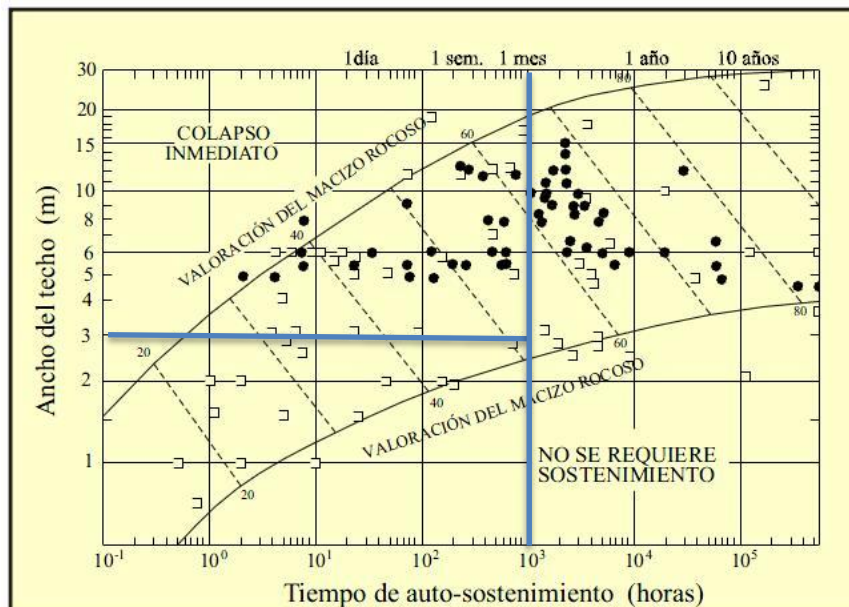 1día 1 sem. 1 mes 1 año 10 años
30
20
15
10
8
6
5
4
3
2
1
COLAPSO
INMEDIATO
VALORACIÓN DEL MACIZO ROCOSO
20
40
60
80
20
40
60
80
VALORACIÓN DEL MACIZO ROCOSO
NO SE REQUIERE
SOSTENIMIENTO
Ancho del techo (m)
10-1 100 101 102 103 104 105
Tiempo de auto-sostenimiento (horas)